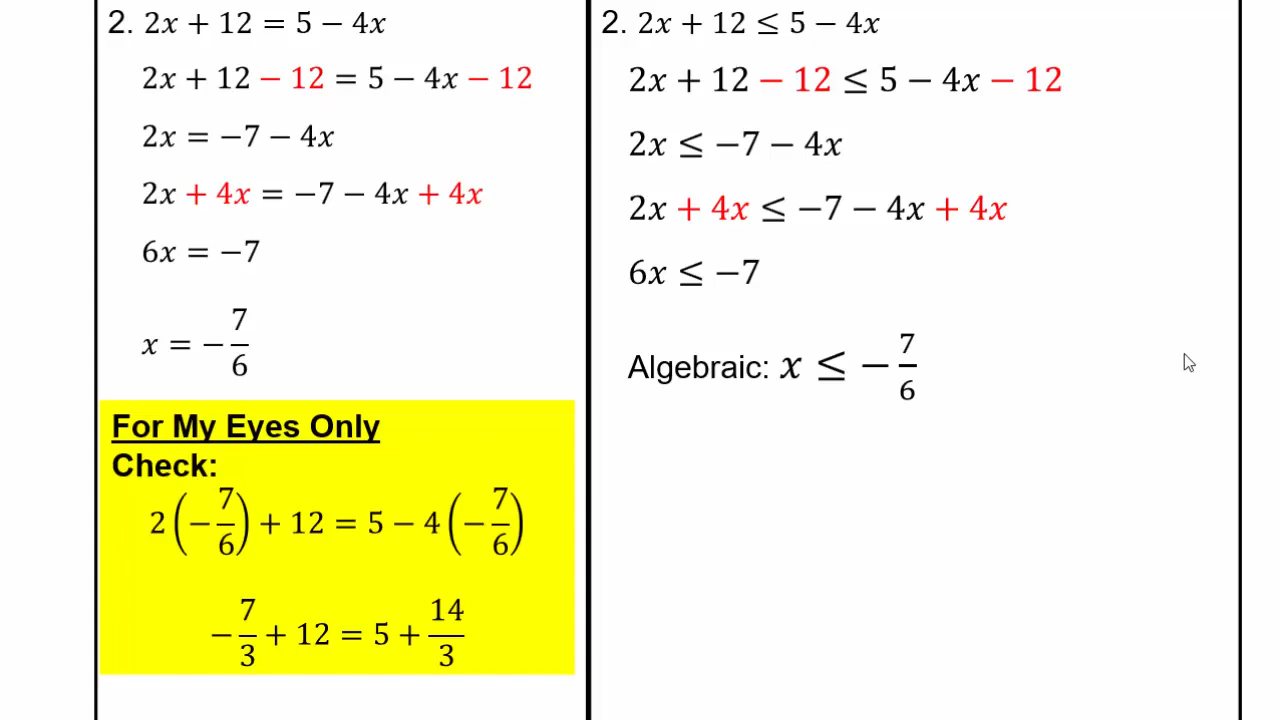 2. 2x + 12 = 5 − 4x
2x + 12 − 12 = 5 − 4x − 12
2x = −7 − 4x
2x + 4x = −7 − 4x + 4x
6x = −7
x = −7/6
For My Eyes Only
Check:
2(−7/6) + 12 = 5 − 4(−7/6)
−7/3 + 12 = 5 + 14/3
2. 2x + 12 ≤ 5 − 4x
2x + 12 − 12 ≤ 5 − 4x − 12
2x ≤ −7 − 4x
2x + 4x ≤ −7 − 4x + 4x
6x ≤ −7
Algebraic: x ≤ −7/6